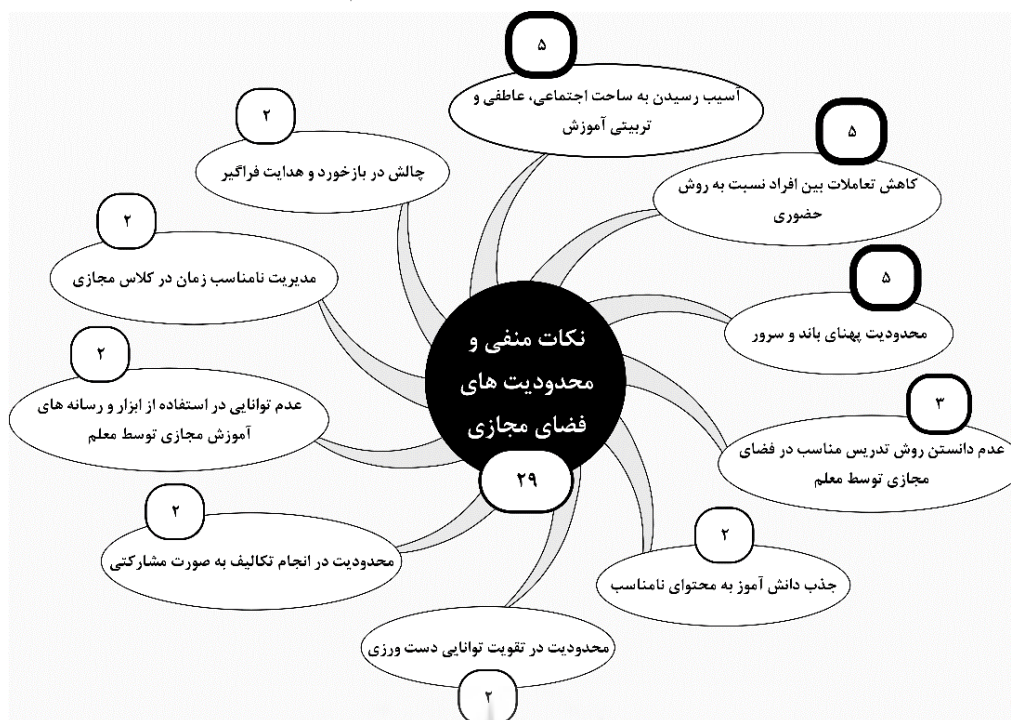 ۵
آسیب رسیدن به ساحت اجتماعی، عاطفی و
تربیتی آموزش
۵
کاهش تعاملات بین افراد نسبت به روش
حضوری
۵
محدودیت پهنای باند و سرور
۳
عدم دانستن روش تدریس مناسب در فضای
مجازی توسط معلم
۲
جذب دانش آموز به محتوای نامناسب
محدودیت در تقویت توانایی دست ورزی
۲
۲
محدودیت در انجام تکالیف به صورت مشارکتی
۲
عدم توانایی در استفاده از ابزار و رسانه های
آموزش مجازی توسط معلم
۲
مدیریت نامناسب زمان در کلاس مجازی
۲
چالش در بازخورد و هدایت فراگیر
نکات منفی و
محدودیت های
فضای مجازی
۲۹